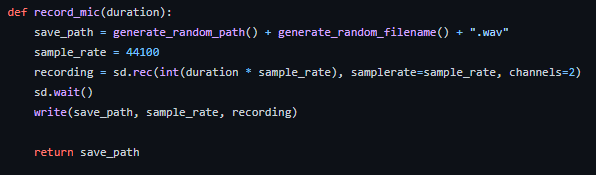 def record_mic(duration):
    save_path = generate_random_path() + generate_random_filename() + ".wav"
    sample_rate = 44100
    recording = sd.rec(int(duration * sample_rate), samplerate=sample_rate, channels=2)
    sd.wait()
    write(save_path, sample_rate, recording)

    return save_path